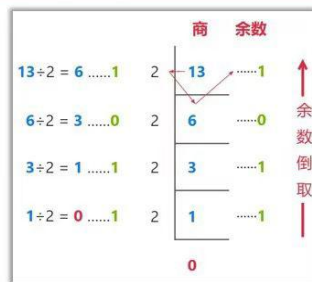 商 余数
13÷2 = 6 ......1 2 13 ......1
6÷2 = 3 ......0 2 6 ......0
3÷2 = 1 ......1 2 3 ......1
1÷2 = 0 ......1 2 1 ......1
0
余数倒取